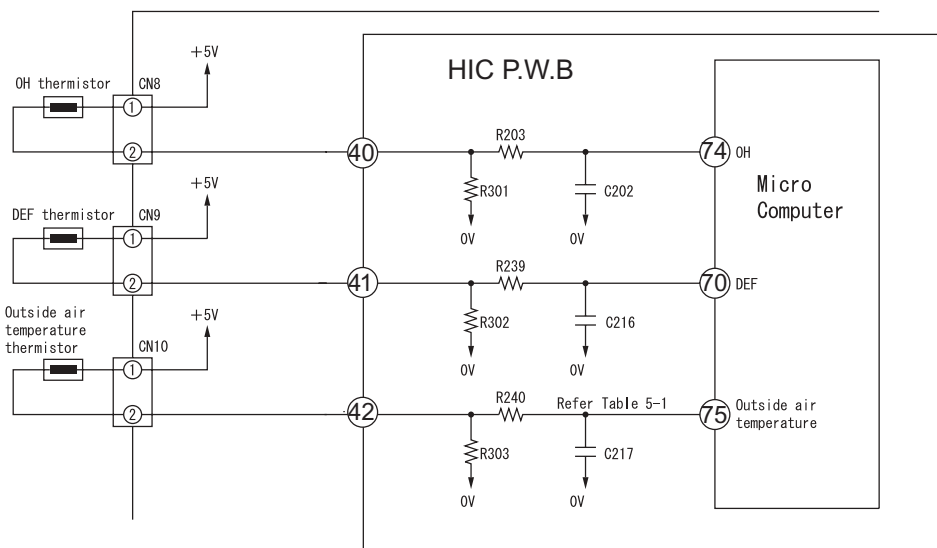 HIC P.W.B
+5V
OH thermistor
CN8
1
2
40
R203
R301
C202
0V
0V
74
OH
Micro
Computer
+5V
DEF thermistor
CN9
1
2
41
R239
R302
C216
0V
0V
70
DEF
Outside air
temperature
thermistor
+5V
CN10
1
2
42
R240
Refer Table 5-1
R303
C217
0V
0V
75
Outside air
temperature